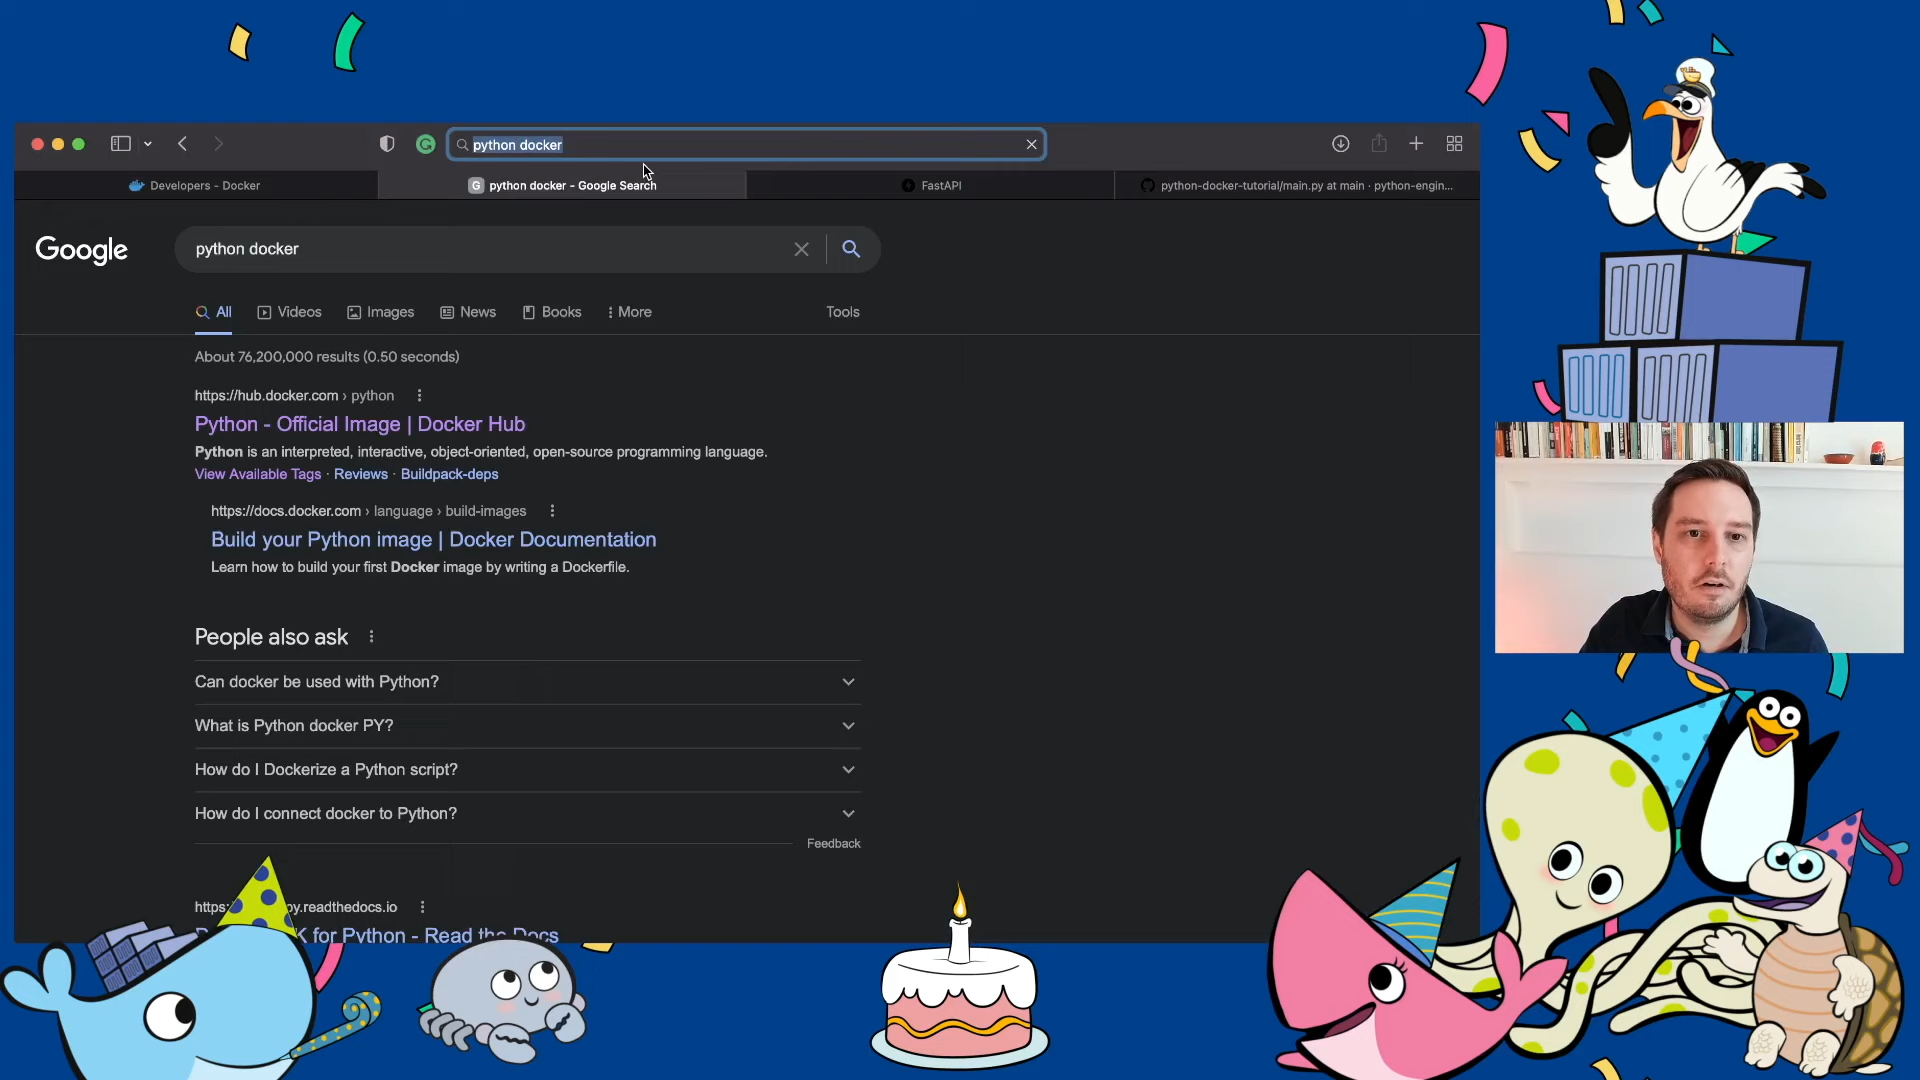 python docker
Developers - Docker
G python docker - Google Search
FastAPI
python-docker-tutorial/main.py at main · python-engin...
Google
python docker
All
Videos
Images
News
Books
More
Tools
About 76,200,000 results (0.50 seconds)
https://hub.docker.com › python
Python - Official Image | Docker Hub
Python is an interpreted, interactive, object-oriented, open-source programming language.
View Available Tags · Reviews · Buildpack-deps
https://docs.docker.com › language › build-images
Build your Python image | Docker Documentation
Learn how to build your first Docker image by writing a Dockerfile.
People also ask
Can docker be used with Python?
What is Python docker PY?
How do I Dockerize a Python script?
How do I connect docker to Python?
Feedback
https: py.readthedocs.io
K for Python - Read the Docs